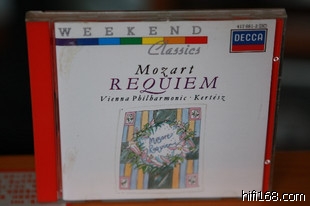 WEEKEND
Classics
DECCA
Mozart
REQUIEM
Vienna Philharmonic · Kertész
hifi168.com